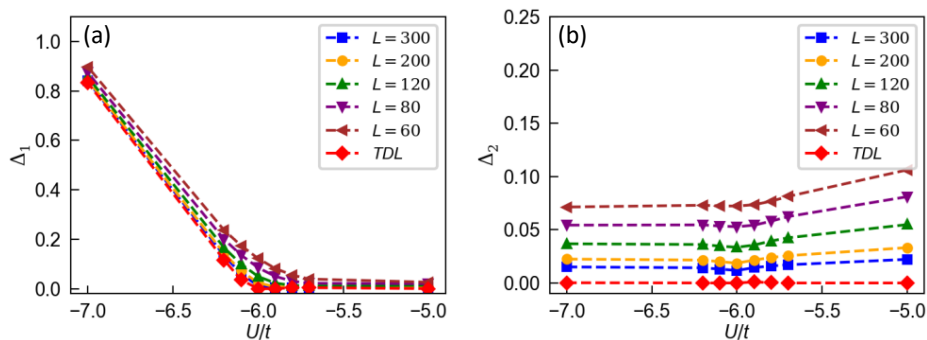 (a)
1.0
0.8
0.6
0.4
0.2
0.0
Δ₁
−7.0 −6.5 −6.0 −5.5 −5.0
U/t
L = 300
L = 200
L = 120
L = 80
L = 60
TDL
(b)
0.25
0.20
0.15
0.10
0.05
0.00
Δ₂
−7.0 −6.5 −6.0 −5.5 −5.0
U/t
L = 300
L = 200
L = 120
L = 80
L = 60
TDL